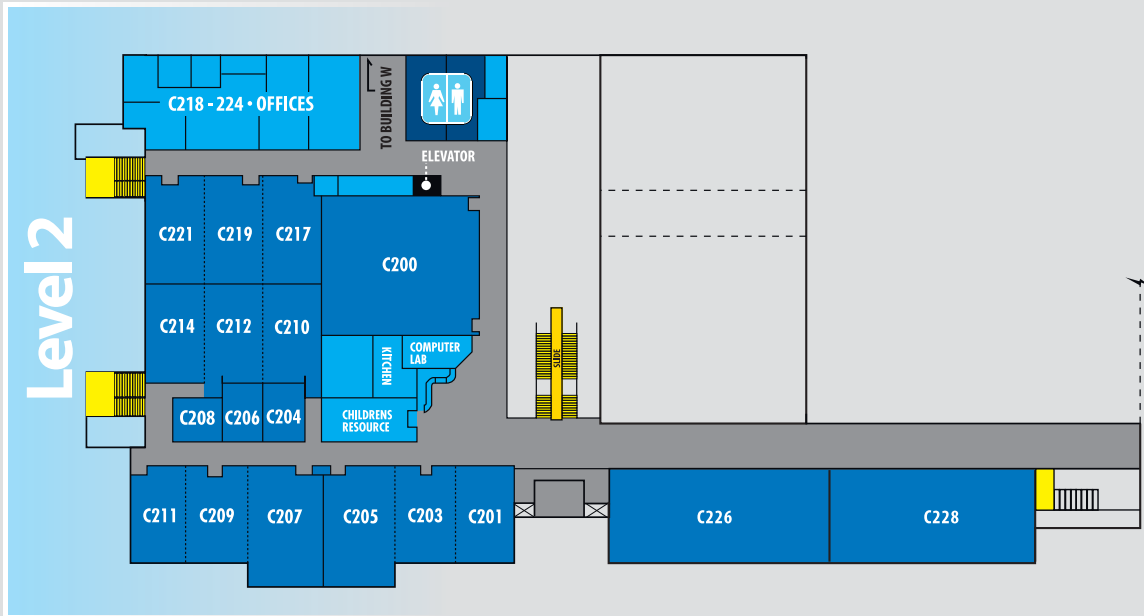 Level 2
C218 - 224 • OFFICES
TO BUILDING W
ELEVATOR
C221
C219
C217
C200
C214
C212
C210
KITCHEN
COMPUTER
LAB
SLIDE
C208
C206
C204
CHILDRENS
RESOURCE
C211
C209
C207
C205
C203
C201
C226
C228